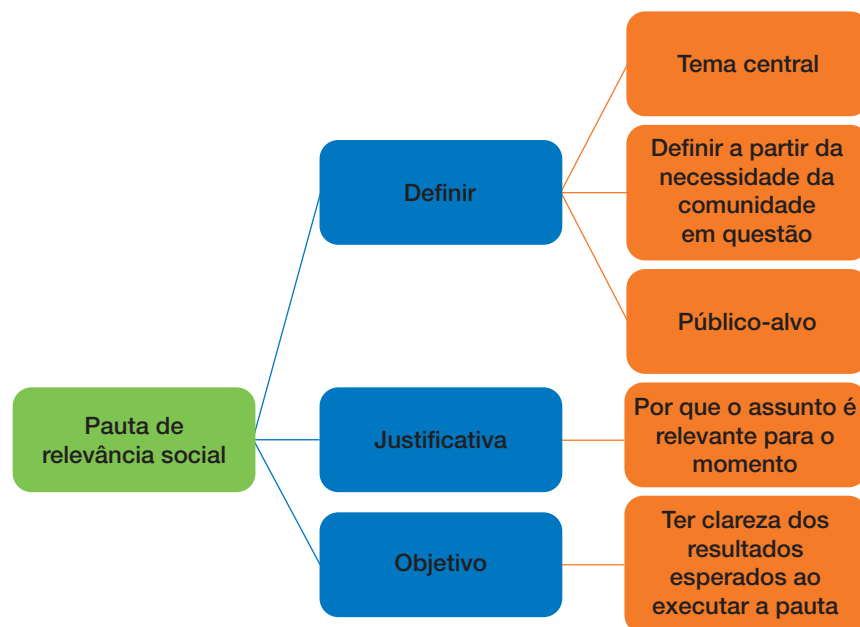 Pauta de
relevância social
Definir
Tema central
Definir a partir da
necessidade da
comunidade
em questão
Público-alvo
Justificativa
Por que o assunto é
relevante para o
momento
Objetivo
Ter clareza dos
resultados
esperados ao
executar a pauta